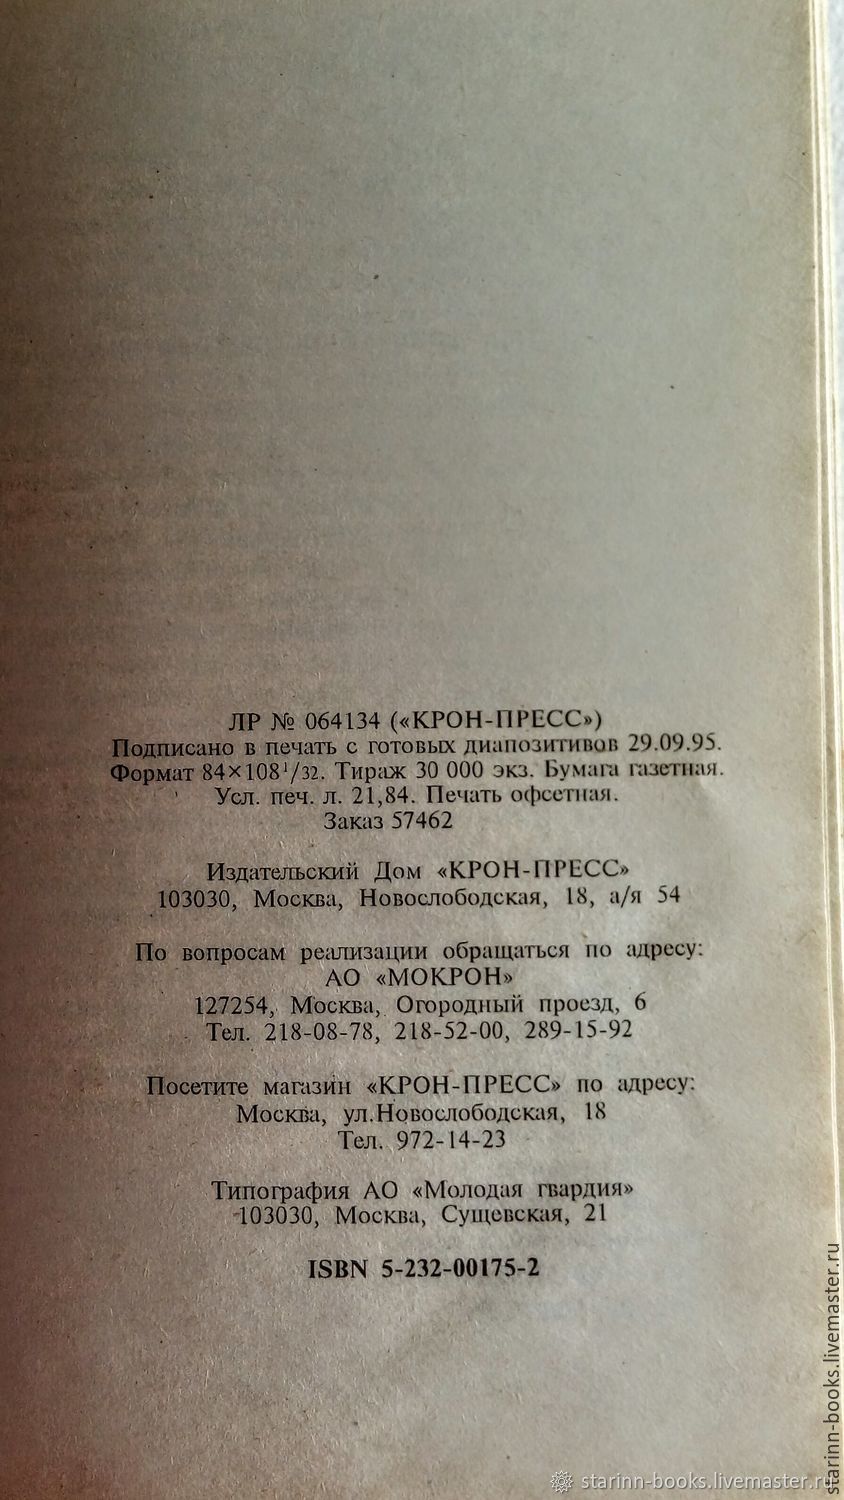 ЛР № 064134 («КРОН-ПРЕСС»)
Подписано в печать с готовых диапозитивов 29.09.95.
Формат 84×108¹/32. Тираж 30 000 экз. Бумага газетная.
Усл. печ. л. 21,84. Печать офсетная.
Заказ 57462
Издательский Дом «КРОН-ПРЕСС»
103030, Москва, Новослободская, 18, а/я 54
По вопросам реализации обращаться по адресу:
АО «МОКРОН»
127254, Москва, Огородный проезд, 6
Тел. 218-08-78, 218-52-00, 289-15-92
Посетите магазин «КРОН-ПРЕСС» по адресу:
Москва, ул.Новослободская, 18
Тел. 972-14-23
Типография АО «Молодая гвардия»
103030, Москва, Сущевская, 21
ISBN 5-232-00175-2
starinn-books.livemaster.ru
starinn-books.livemaster.ru